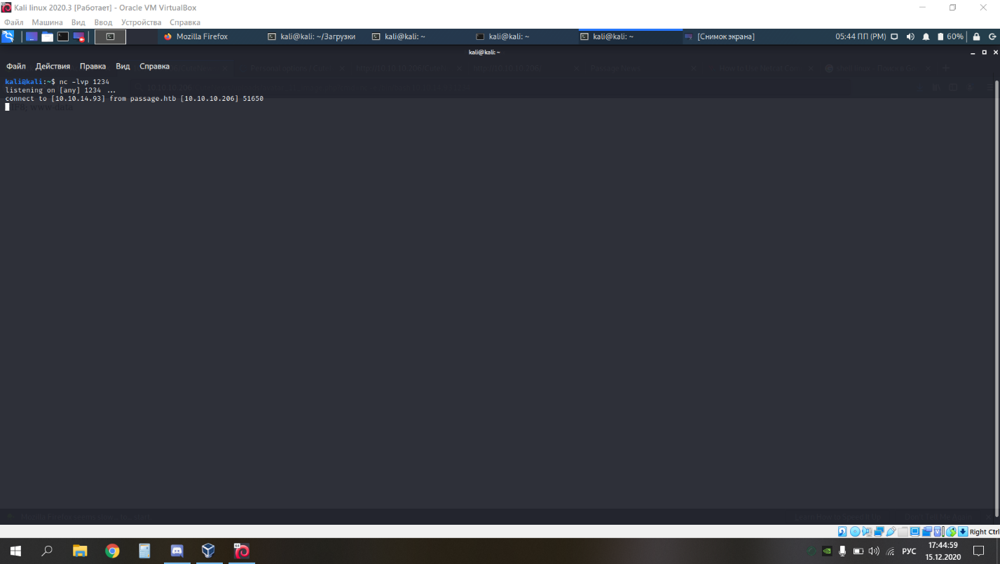 Kali linux 2020.3 [Работает] - Oracle VM VirtualBox
Файл Машина Вид Ввод Устройства Справка
Mozilla Firefox kali@kali: ~/Загрузки kali@kali: ~ kali@kali: ~ kali@kali: ~ [Снимок экрана] 05:44 ПП (PM) 60%
kali@kali: ~
Файл Действия Правка Вид Справка
kali@kali:~$ nc -lvp 1234
listening on [any] 1234 ...
connect to [10.10.14.93] from passage.htb [10.10.10.206] 51650
Right Ctrl
РУС 17:44:59
15.12.2020